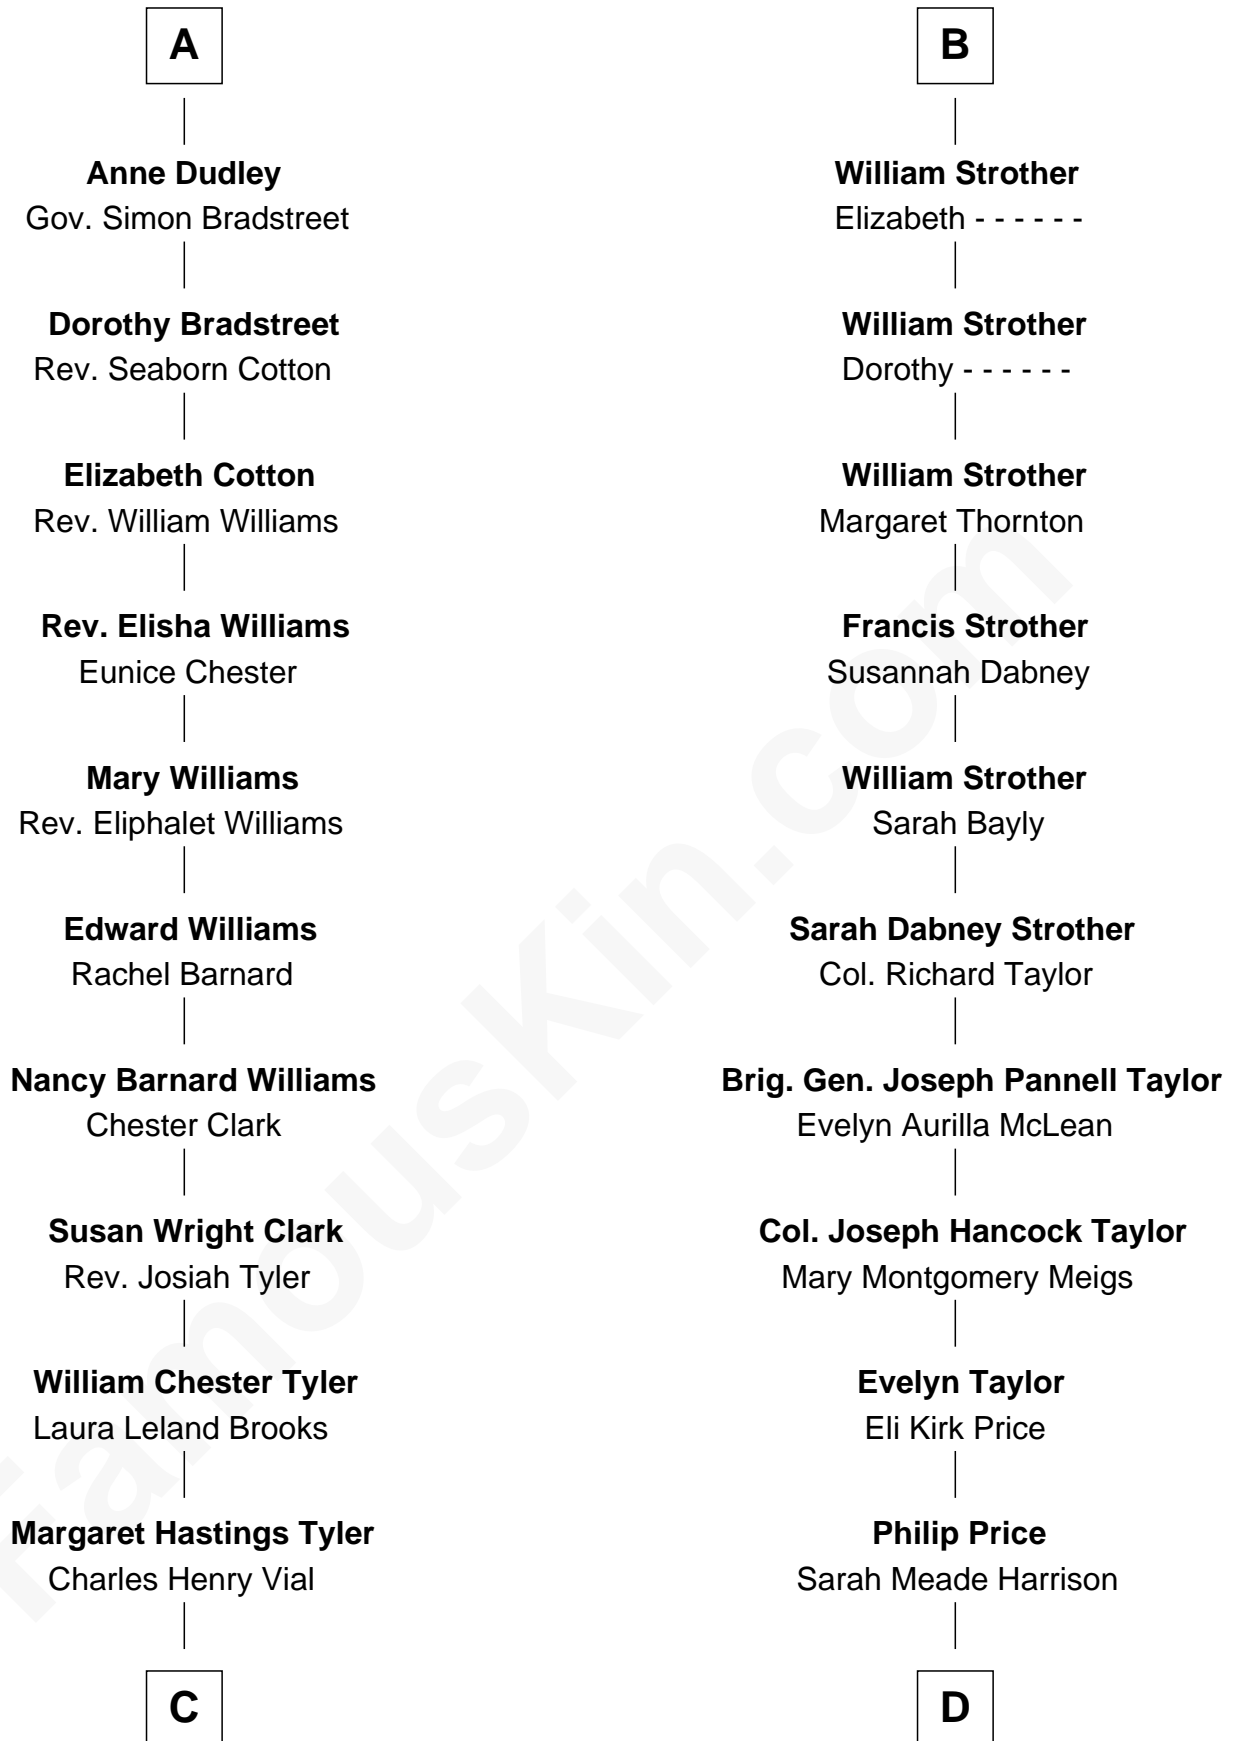 A
Anne Dudley
Gov. Simon Bradstreet
Dorothy Bradstreet
Rev. Seaborn Cotton
Elizabeth Cotton
Rev. William Williams
Rev. Elisha Williams
Eunice Chester
Mary Williams
Rev. Eliphalet Williams
Edward Williams
Rachel Barnard
Nancy Barnard Williams
Chester Clark
Susan Wright Clark
Rev. Josiah Tyler
William Chester Tyler
Laura Leland Brooks
Margaret Hastings Tyler
Charles Henry Vial
C
B
William Strother
Elizabeth - - - - - -
William Strother
Dorothy - - - - - -
William Strother
Margaret Thornton
Francis Strother
Susannah Dabney
William Strother
Sarah Bayly
Sarah Dabney Strother
Col. Richard Taylor
Brig. Gen. Joseph Pannell Taylor
Evelyn Aurilla McLean
Col. Joseph Hancock Taylor
Mary Montgomery Meigs
Evelyn Taylor
Eli Kirk Price
Philip Price
Sarah Meade Harrison
D
FamousKin.com